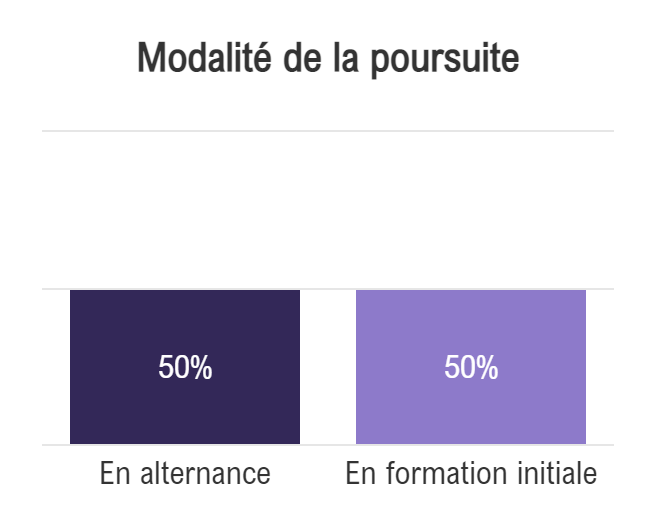 Modalité de la poursuite
50%
50%
En alternance
En formation initiale